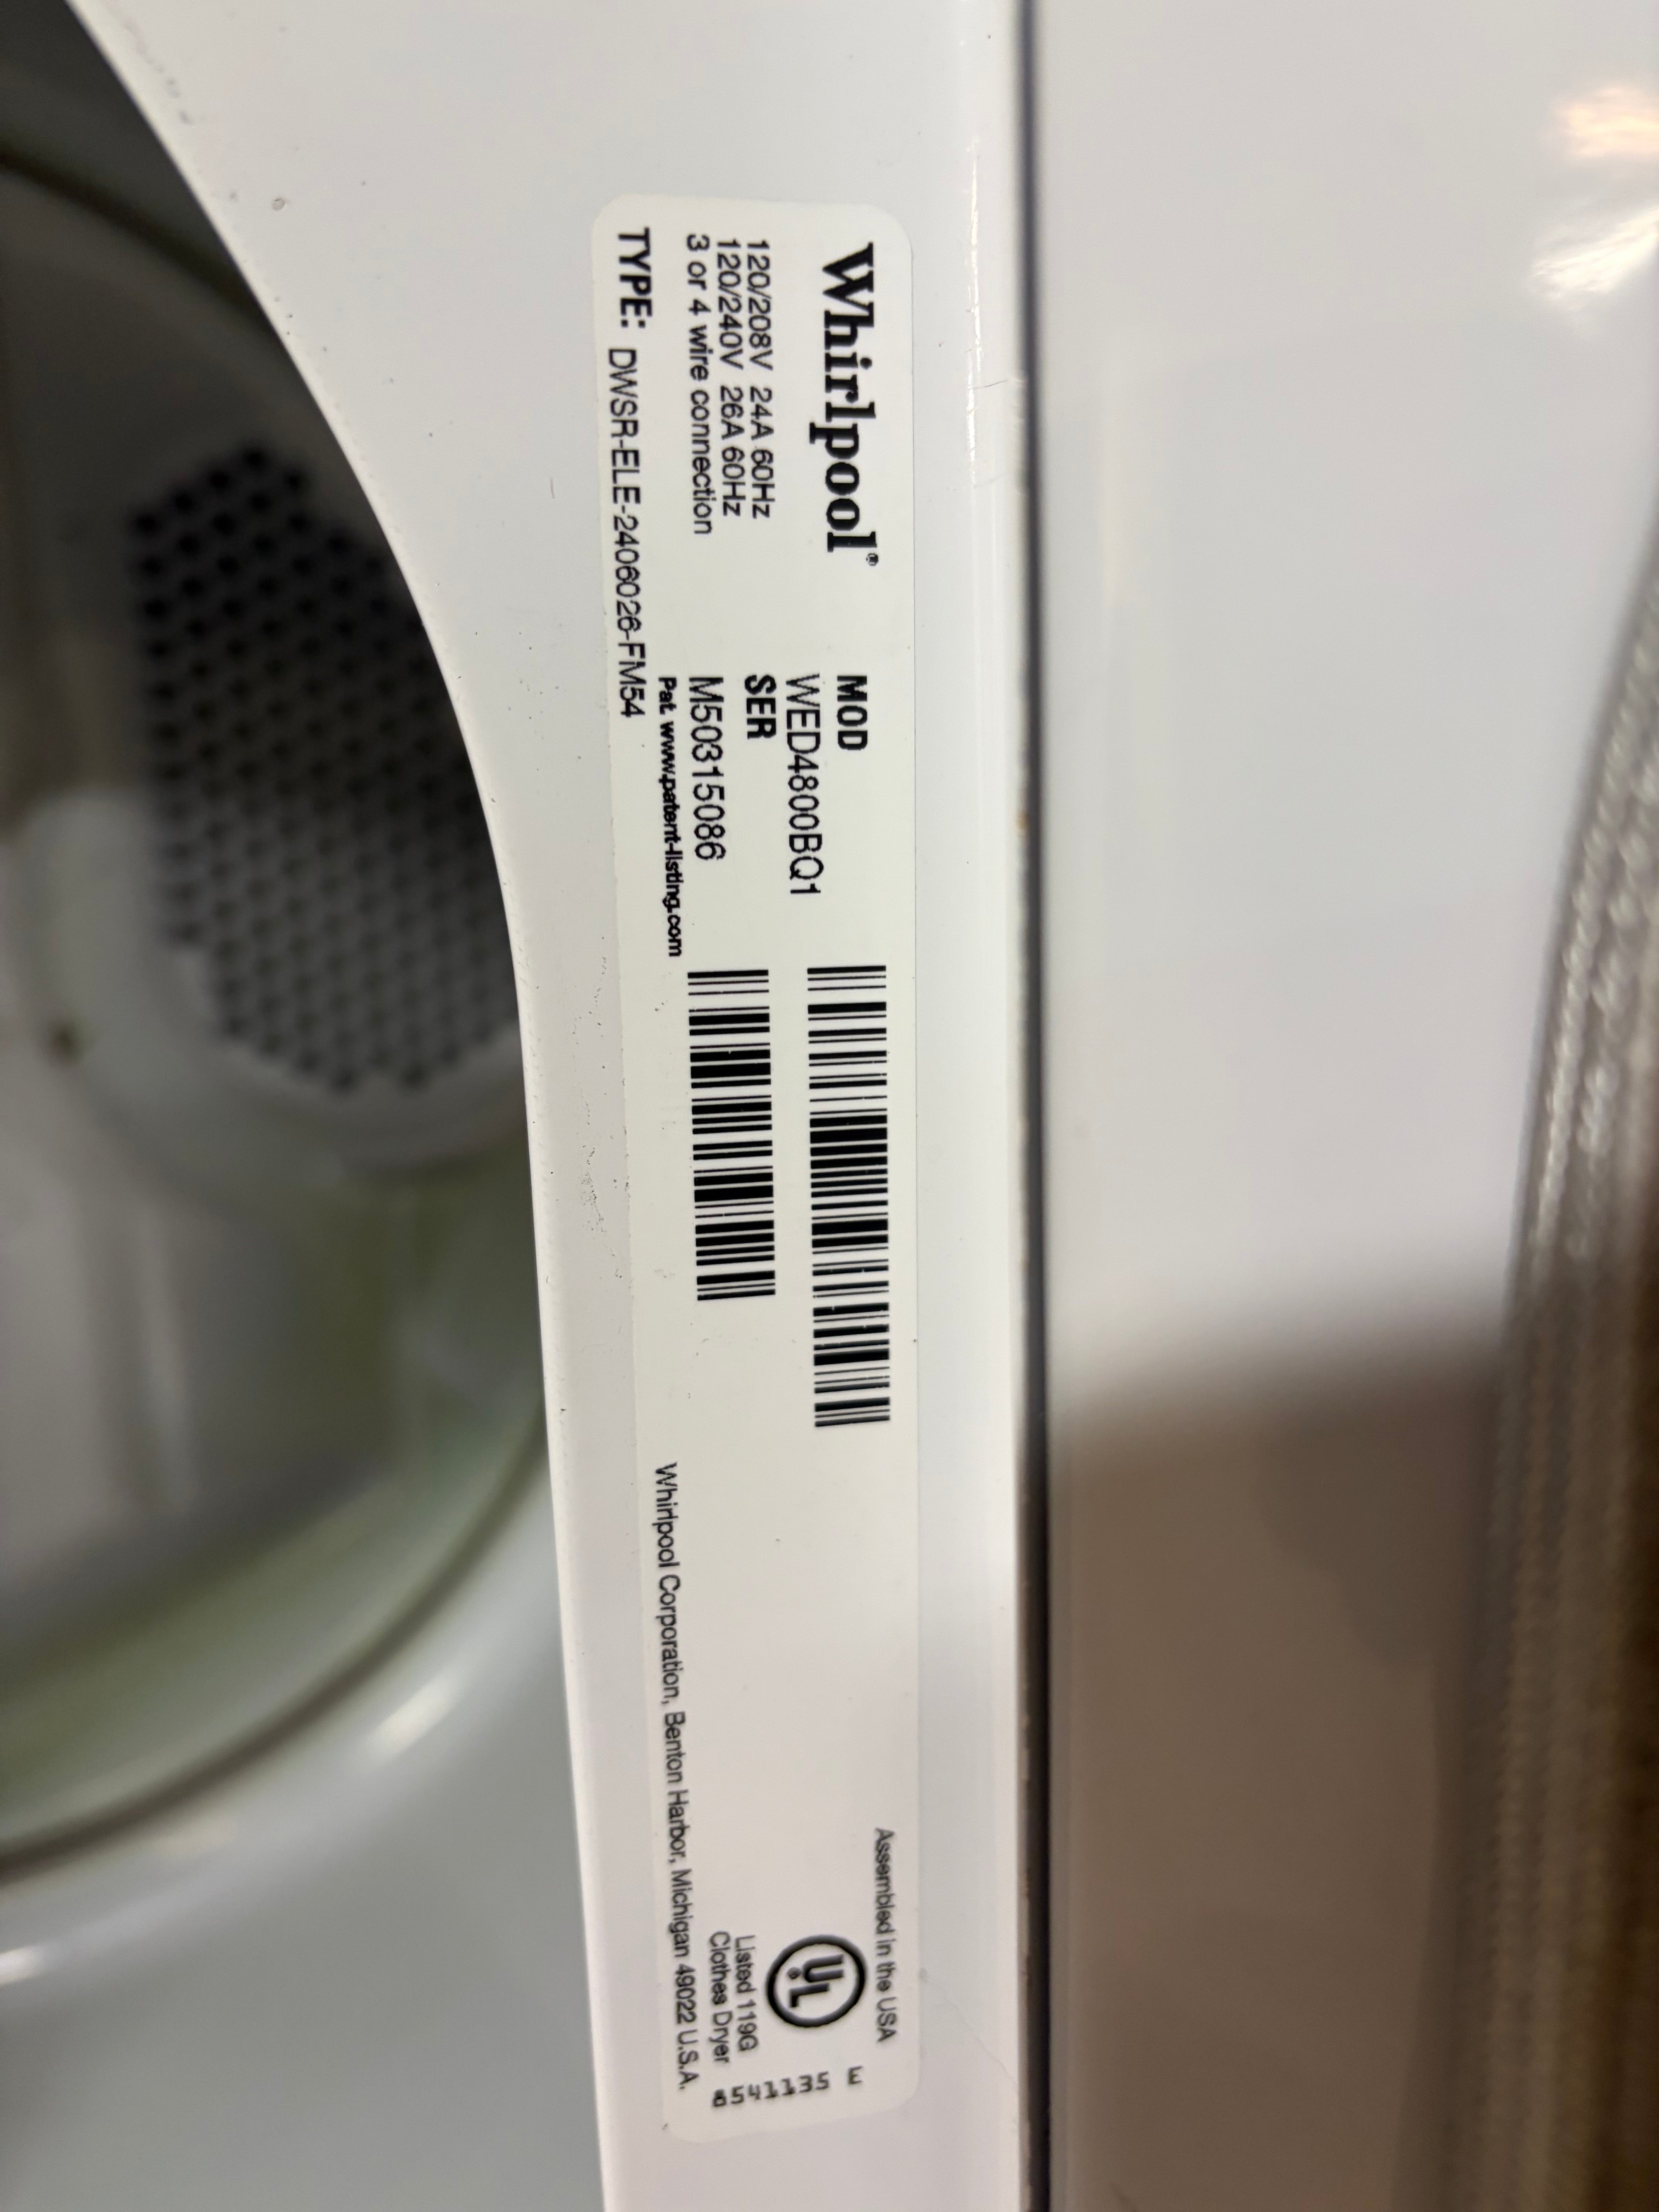 Whirlpool®
120/208V 24A 60Hz
120/240V 26A 60Hz
3 or 4 wire connection
TYPE: DWSR-ELE-2406026-FM54
MOD
WED4800BQ1
SER
M50315086
Pat. www.patent-listing.com
Assembled in the USA
UL
Listed 119G
Clothes Dryer
541135 E
Whirlpool Corporation, Benton Harbor, Michigan 49022 U.S.A.